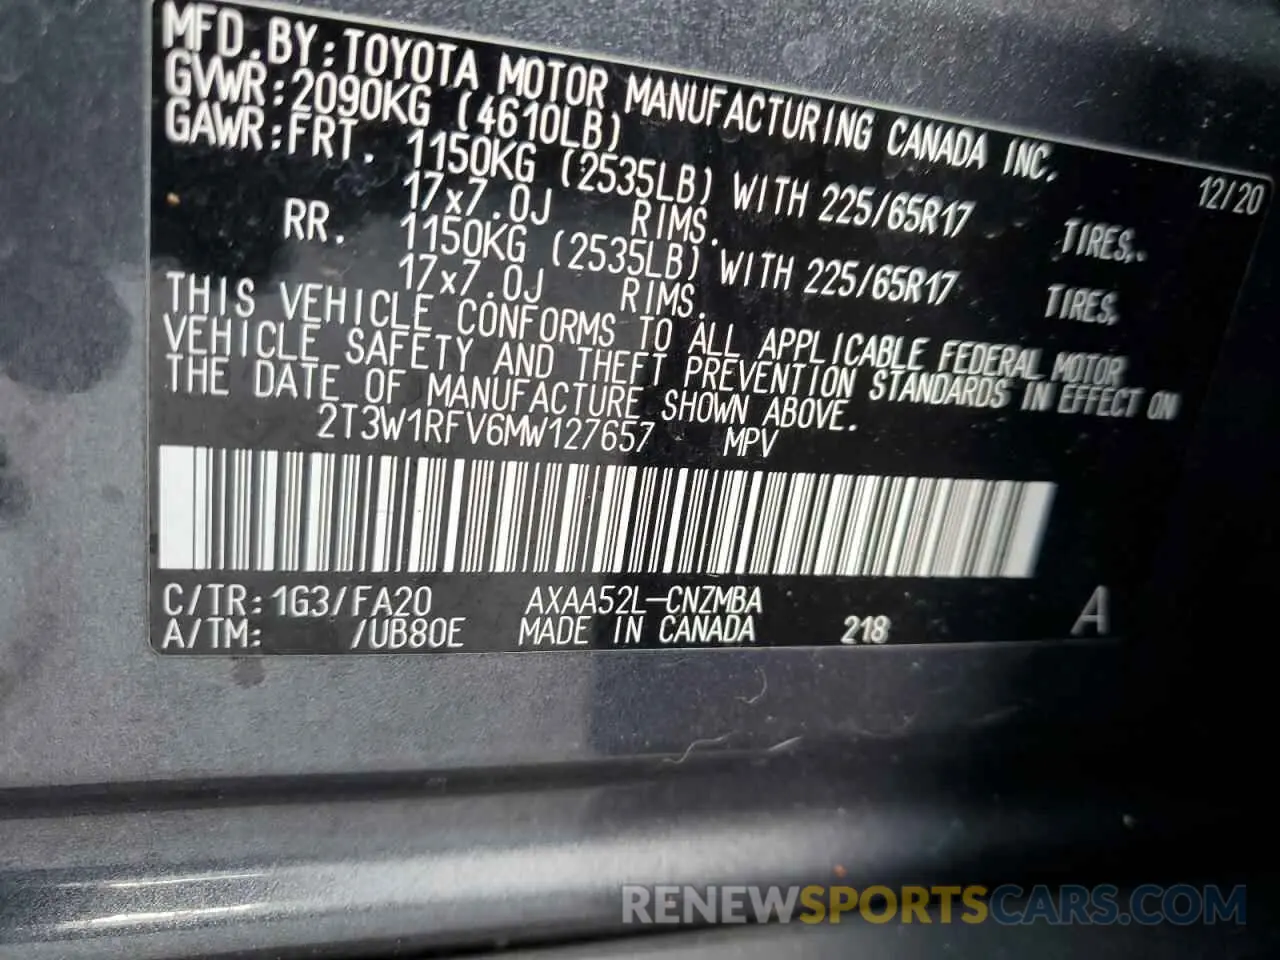 MFD.BY:TOYOTA MOTOR MANUFACTURING CANADA INC. 12/20
GVWR:2090KG (4610LB)
GAWR:FRT. 1150KG (2535LB) WITH 225/65R17 TIRES,
17x7.0J RIMS.
RR. 1150KG (2535LB) WITH 225/65R17 TIRES,
17x7.0J RIMS.
THIS VEHICLE CONFORMS TO ALL APPLICABLE FEDERAL MOTOR
VEHICLE SAFETY AND THEFT PREVENTION STANDARDS IN EFFECT ON
THE DATE OF MANUFACTURE SHOWN ABOVE.
2T3W1RFV6MW127657 MPV
C/TR:1G3/FA20 AXAA52L-CNZMBA A
A/TM: /UB80E MADE IN CANADA 218
RENEWSPORTSCARS.COM